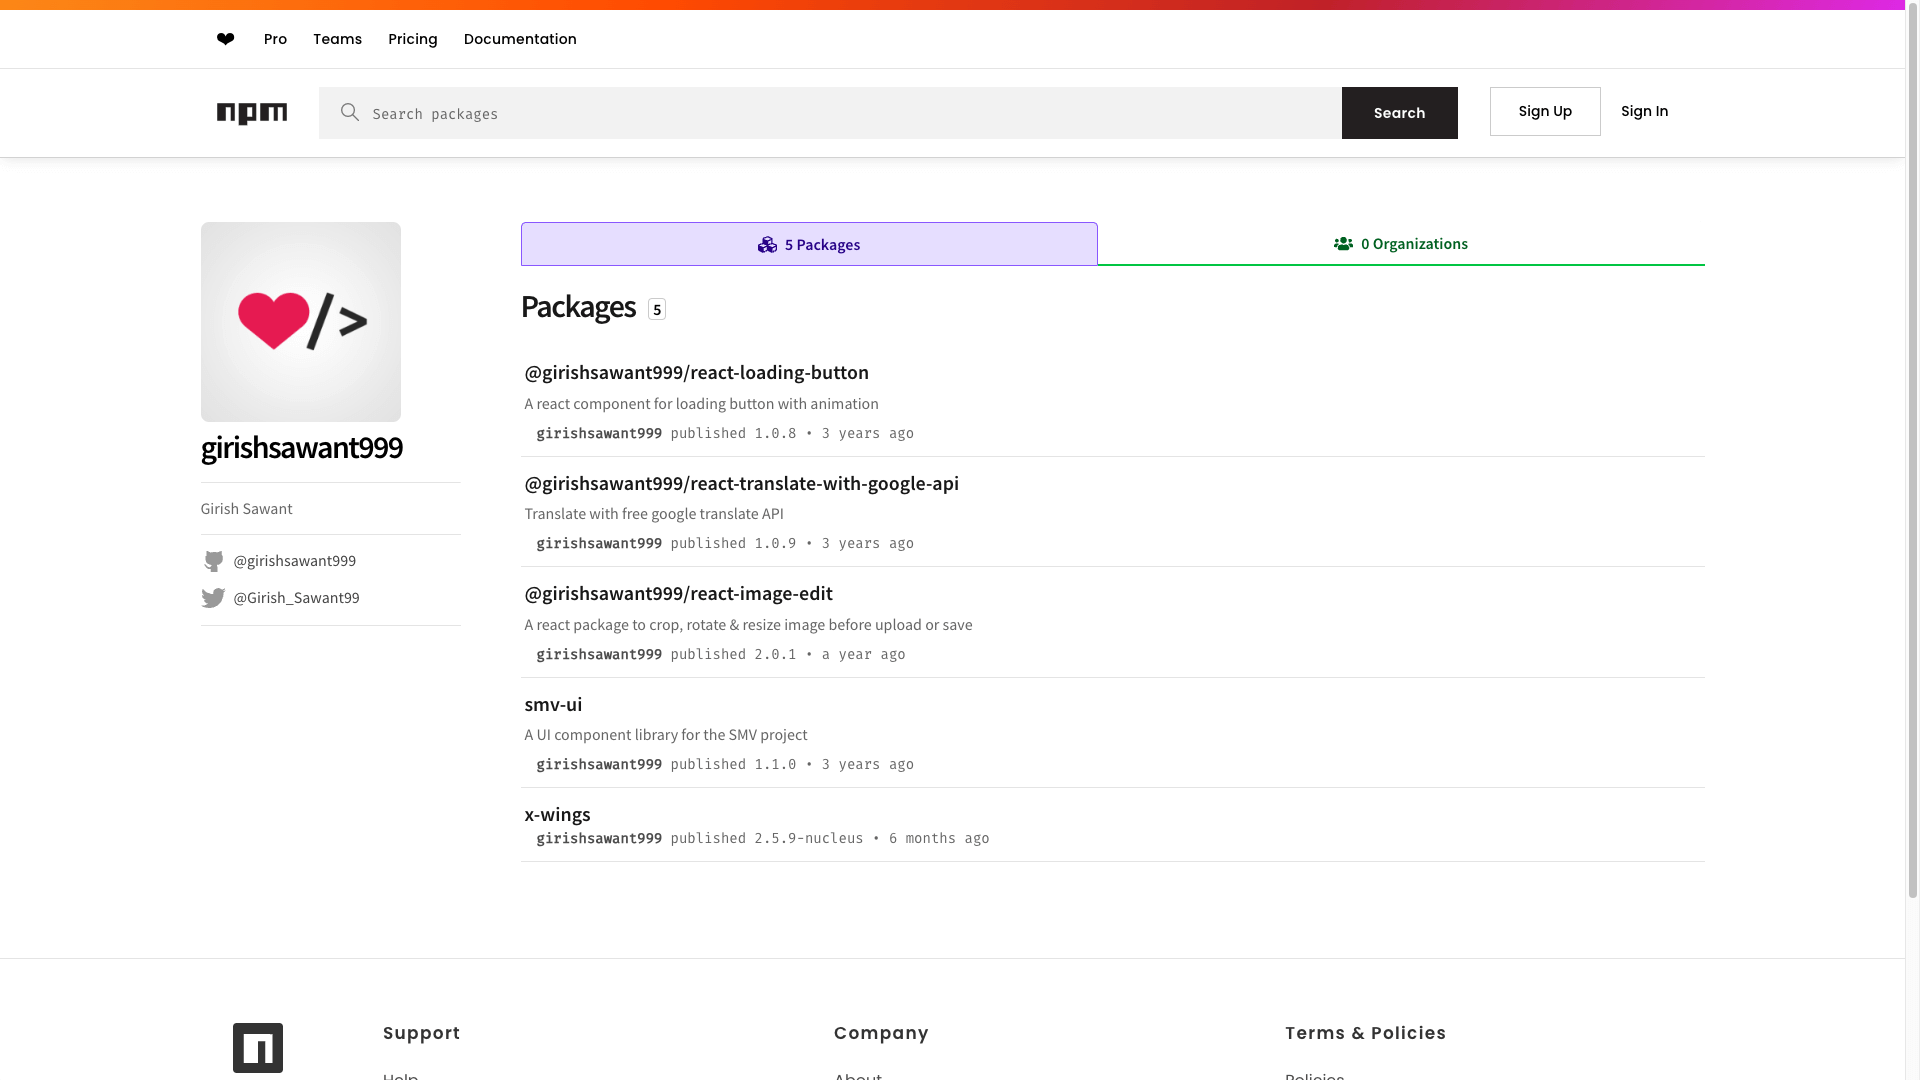 ❤ Pro Teams Pricing Documentation
npm Search packages Search Sign Up Sign In
5 Packages 0 Organizations
Packages 5
</>
girishsawant999
Girish Sawant
@girishsawant999
@Girish_Sawant99
@girishsawant999/react-loading-button
A react component for loading button with animation
girishsawant999 published 1.0.8 • 3 years ago
@girishsawant999/react-translate-with-google-api
Translate with free google translate API
girishsawant999 published 1.0.9 • 3 years ago
@girishsawant999/react-image-edit
A react package to crop, rotate & resize image before upload or save
girishsawant999 published 2.0.1 • a year ago
smv-ui
A UI component library for the SMV project
girishsawant999 published 1.1.0 • 3 years ago
x-wings
girishsawant999 published 2.5.9-nucleus • 6 months ago
Support Company Terms & Policies
Help About Policies